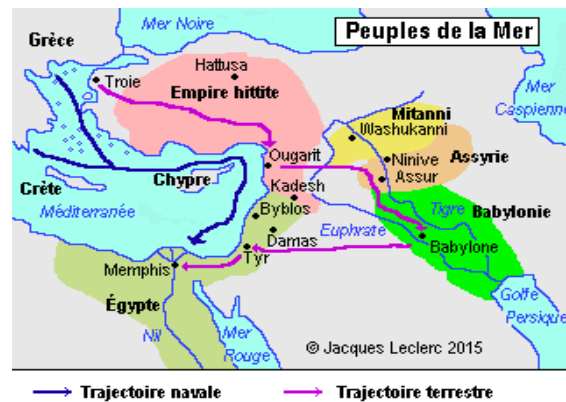 Mer Noire
Peuples de la Mer
Grèce
Hattusa
Troie
Empire hittite
Mer
Caspienne
Mitanni
Washukanni
Ougarit
Ninive
Assyrie
Assur
Crète
Chypre
Kadesh
Babylonie
Méditerranée
Byblos
Tigre
Damas
Euphrate
Babylone
Tyr
Memphis
Égypte
Golfe
Persique
Nil
Mer
Rouge
© Jacques Leclerc 2015
Trajectoire navale
Trajectoire terrestre